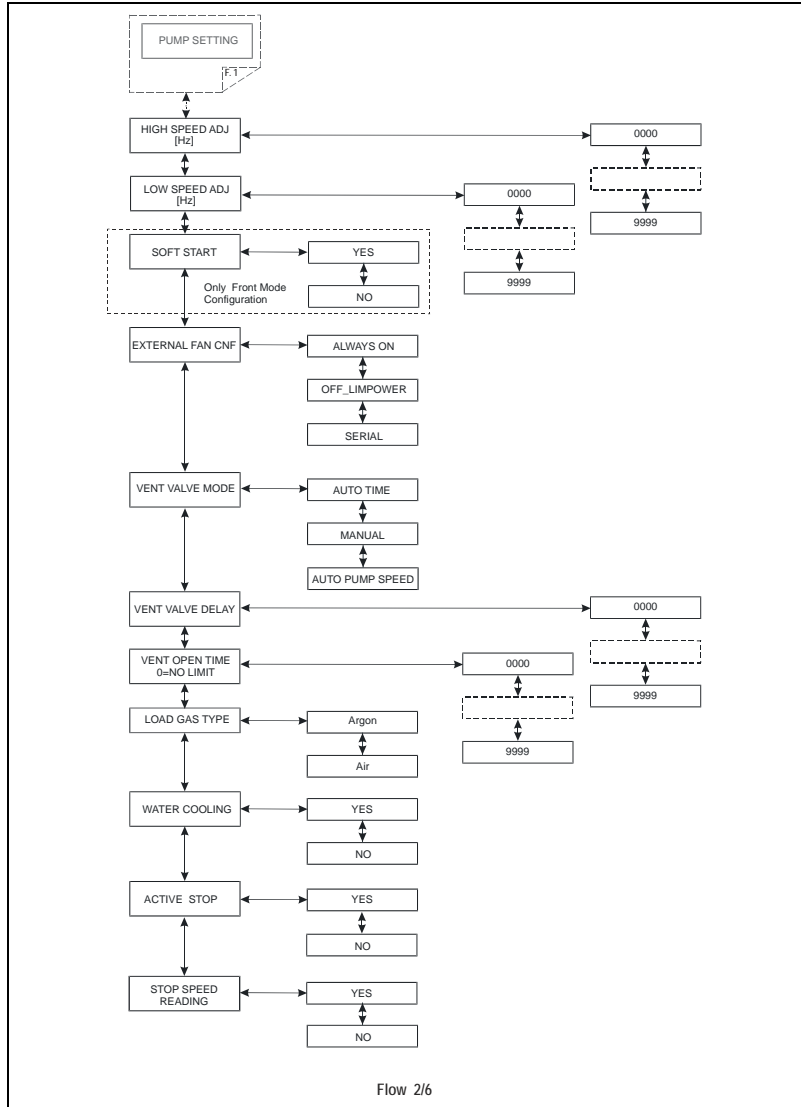 PUMP SETTING
F.1
HIGH SPEED ADJ
[Hz]
0000
9999
LOW SPEED ADJ
[Hz]
0000
9999
SOFT START
YES
NO
Only Front Mode
Configuration
EXTERNAL FAN CNF
ALWAYS ON
OFF_LIMPOWER
SERIAL
VENT VALVE MODE
AUTO TIME
MANUAL
AUTO PUMP SPEED
VENT VALVE DELAY
0000
9999
VENT OPEN TIME
0=NO LIMIT
0000
9999
LOAD GAS TYPE
Argon
Air
WATER COOLING
YES
NO
ACTIVE STOP
YES
NO
STOP SPEED
READING
YES
NO
Flow 2/6